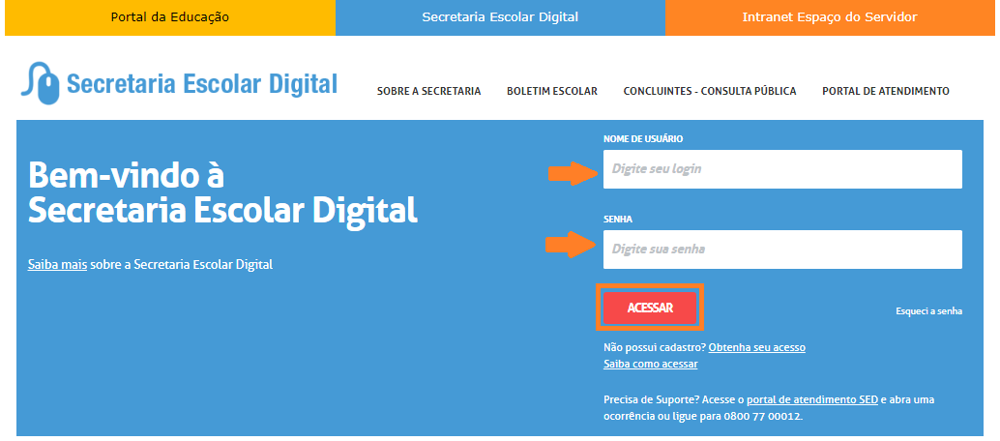 Portal da Educação
Secretaria Escolar Digital
Intranet Espaço do Servidor
Secretaria Escolar Digital
SOBRE A SECRETARIA
BOLETIM ESCOLAR
CONCLUINTES - CONSULTA PÚBLICA
PORTAL DE ATENDIMENTO
Bem-vindo à
Secretaria Escolar Digital
Saiba mais sobre a Secretaria Escolar Digital
NOME DE USUÁRIO
Digite seu login
SENHA
Digite sua senha
ACESSAR
Esqueci a senha
Não possui cadastro? Obtenha seu acesso
Saiba como acessar
Precisa de Suporte? Acesse o portal de atendimento SED e abra uma
ocorrência ou ligue para 0800 77 00012.